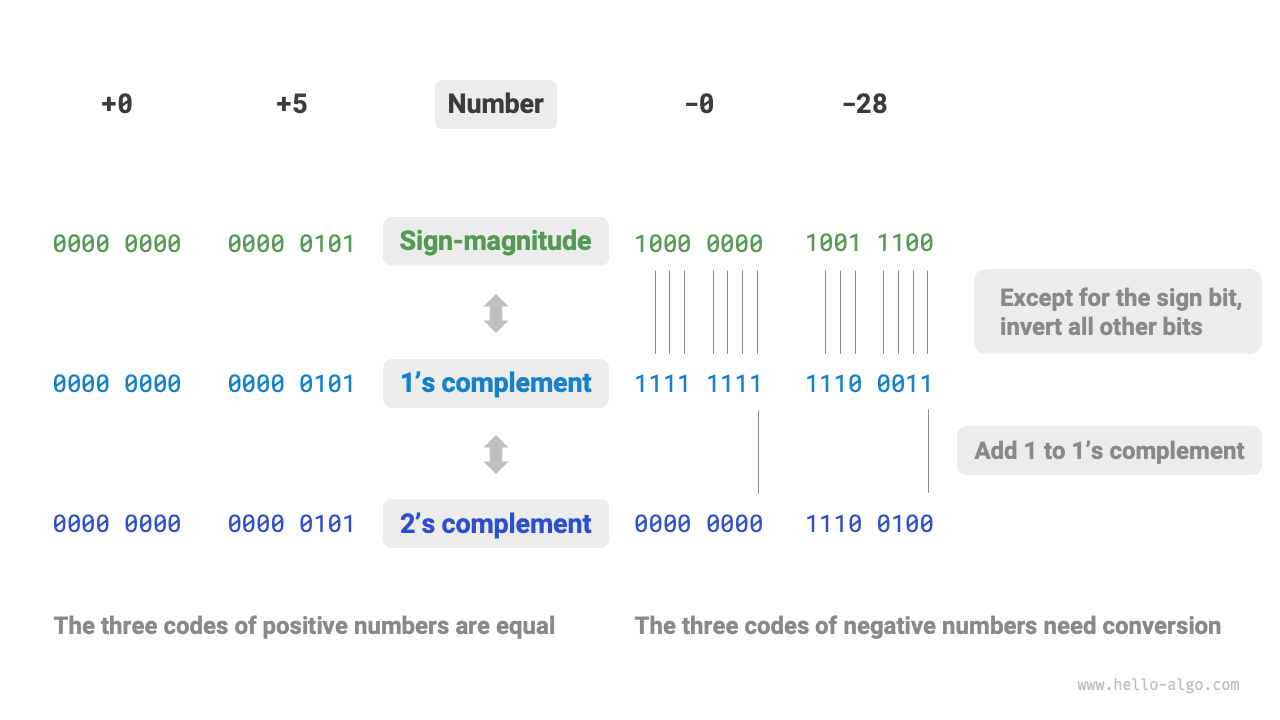 +0 +5 Number -0 -28
0000 0000 0000 0101 Sign-magnitude 1000 0000 1001 1100
Except for the sign bit,
invert all other bits
0000 0000 0000 0101 1’s complement 1111 1111 1110 0011
Add 1 to 1’s complement
0000 0000 0000 0101 2’s complement 0000 0000 1110 0100
The three codes of positive numbers are equal
The three codes of negative numbers need conversion
www.hello-algo.com